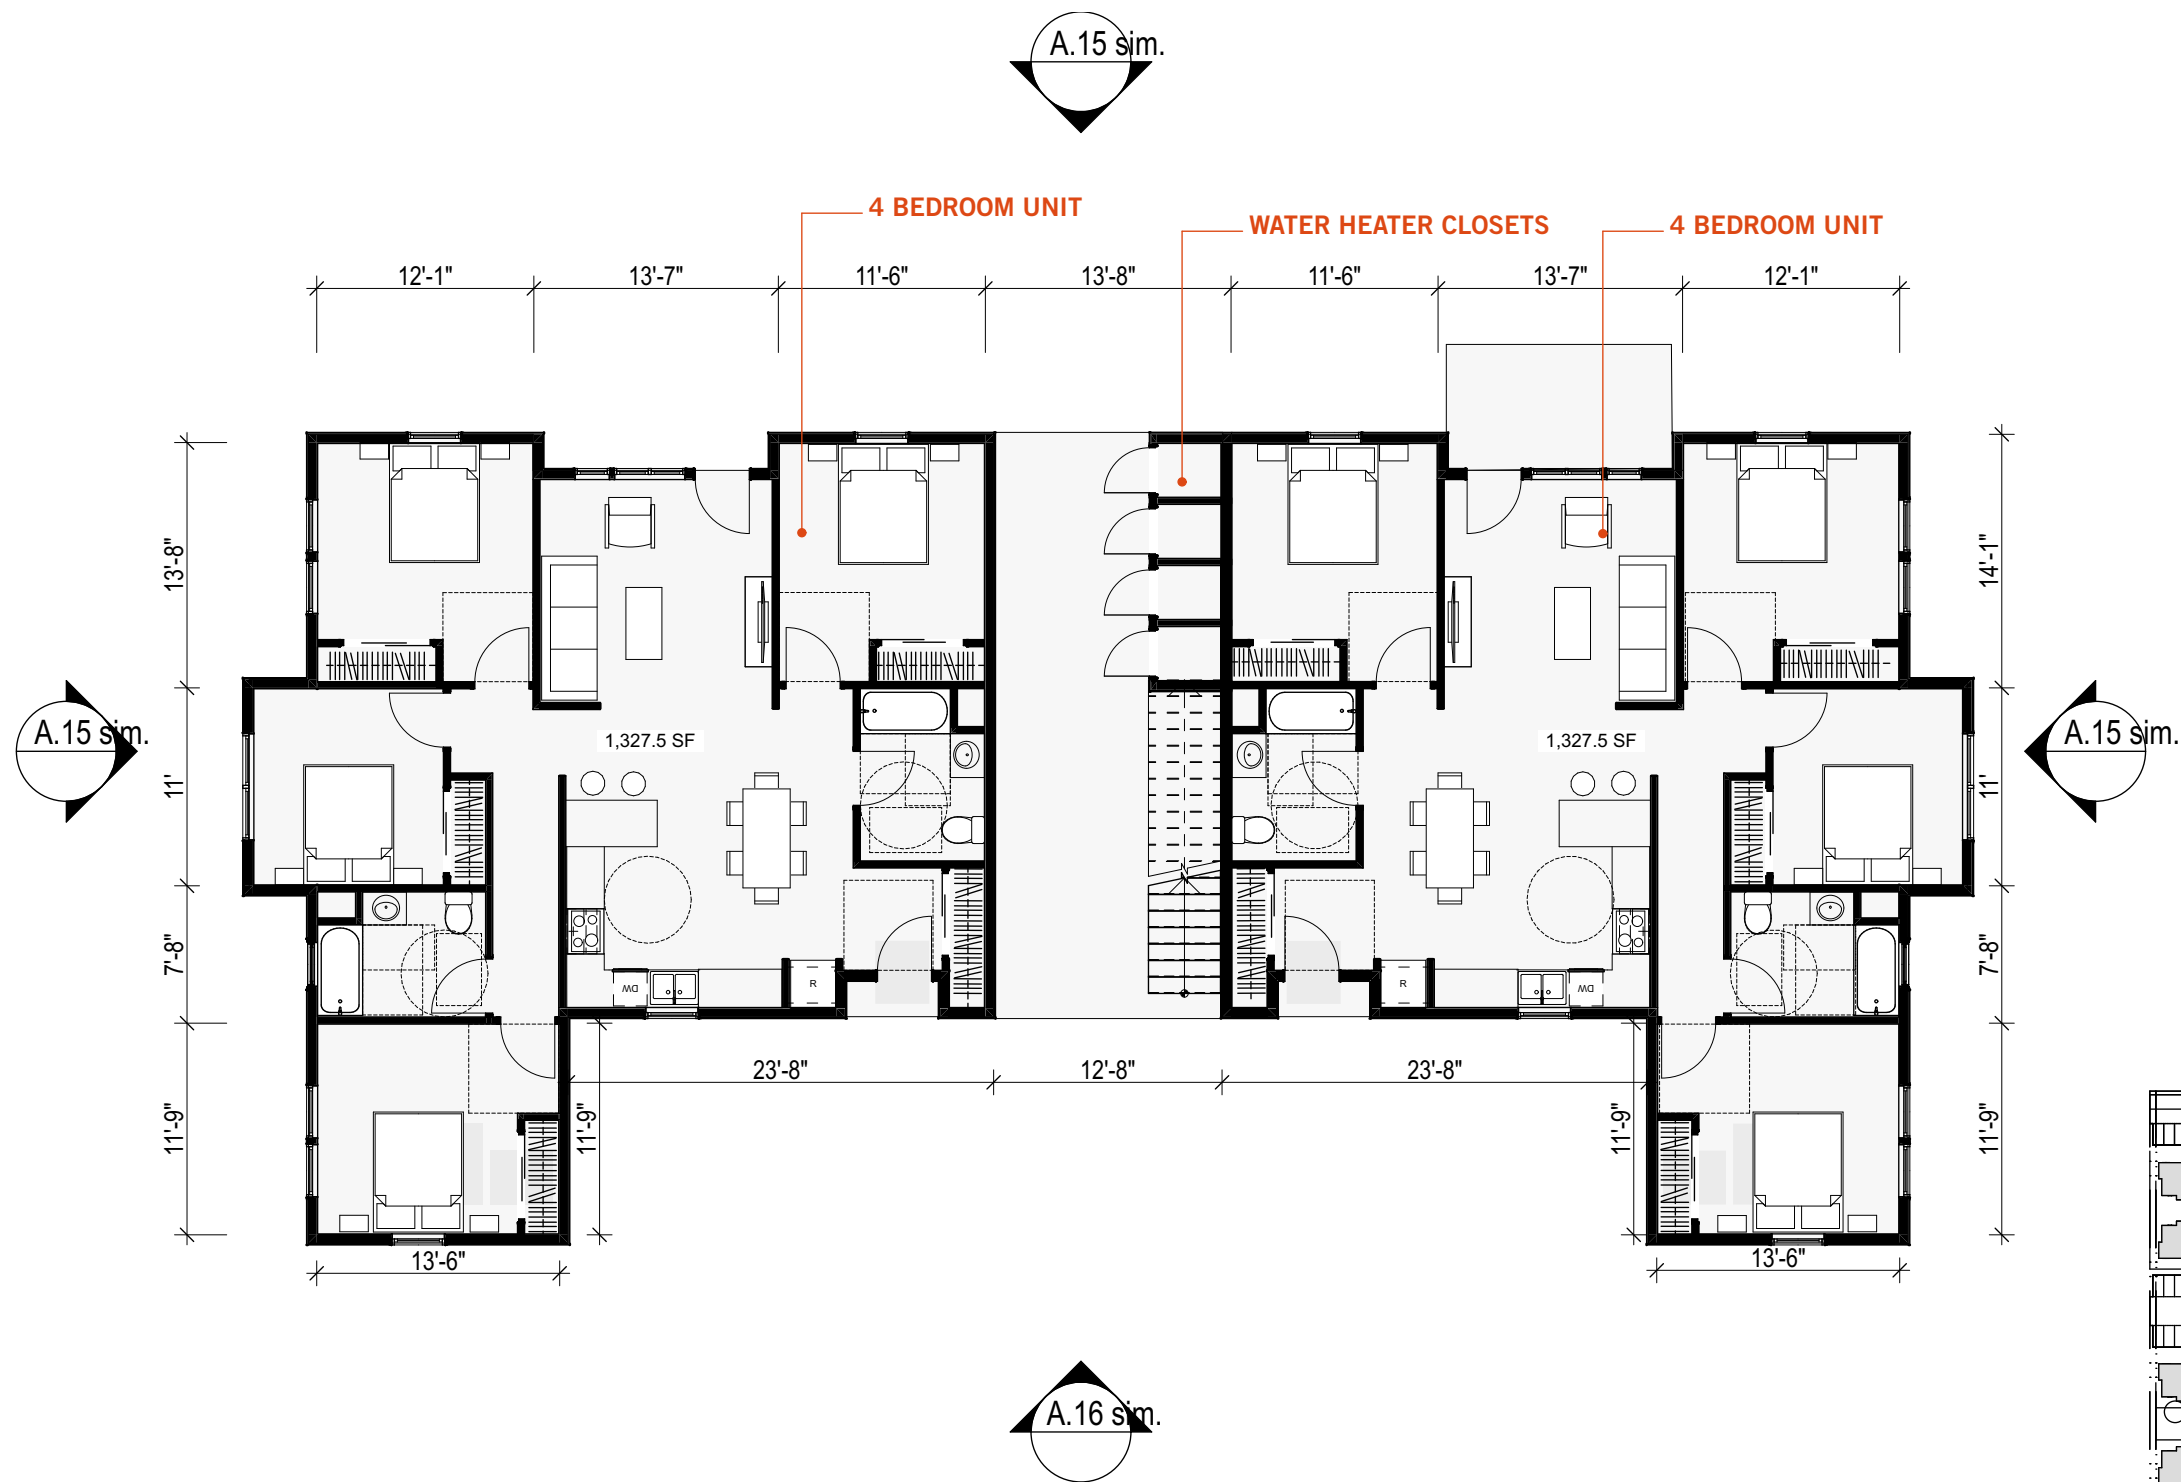 A.15 sim.
4 BEDROOM UNIT
WATER HEATER CLOSETS
4 BEDROOM UNIT
12'-1"
13'-7"
11'-6"
13'-8"
11'-6"
13'-7"
12'-1"
13'-8"
14'-1"
A.15 sim.
1,327.5 SF
1,327.5 SF
A.15 sim.
11'
11'
7'-8"
7'-8"
DW
R
R
DW
23'-8"
12'-8"
23'-8"
11'-9"
11'-9"
11'-9"
11'-9"
13'-6"
13'-6"
A.16 sim.